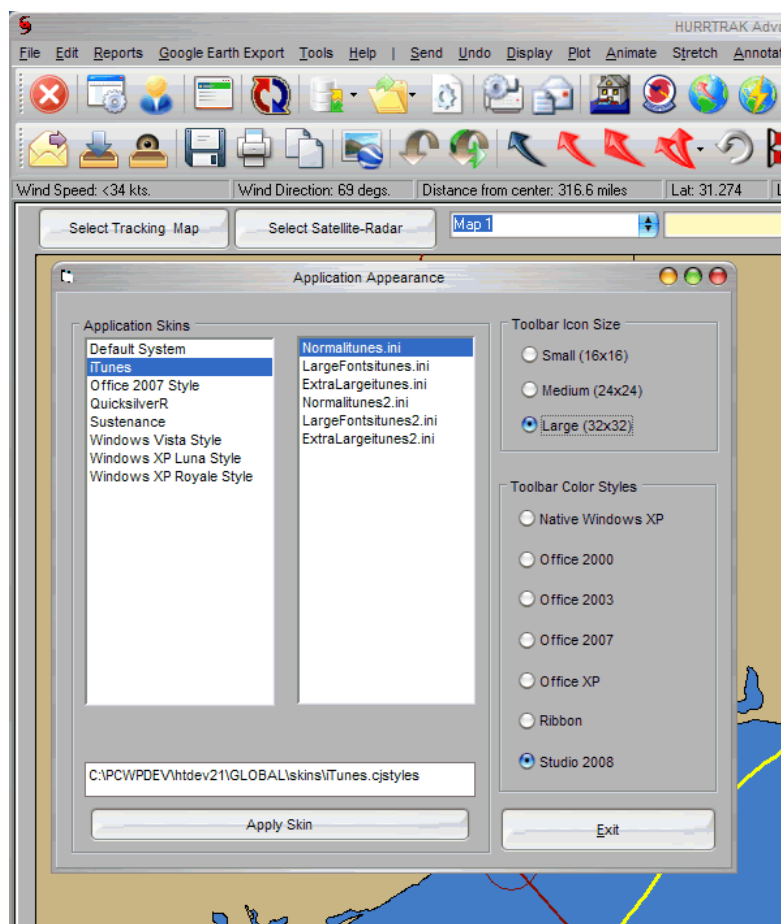 HURRTRAK Adva
File Edit Reports Google Earth Export Tools Help | Send Undo Display Plot Animate Stretch Annotat
Wind Speed: <34 kts. Wind Direction: 69 degs. Distance from center: 316.6 miles Lat: 31.274 L
Select Tracking Map Select Satellite-Radar Map 1
Application Appearance
Application Skins
Default System
iTunes
Office 2007 Style
QuicksilverR
Sustenance
Windows Vista Style
Windows XP Luna Style
Windows XP Royale Style
Normalitunes.ini
LargeFontsitunes.ini
ExtraLargeitunes.ini
Normalitunes2.ini
LargeFontsitunes2.ini
ExtraLargeitunes2.ini
C:\PCWPDEV\htdev21\GLOBAL\skins\iTunes.cjstyles
Apply Skin
Toolbar Icon Size
Small (16x16)
Medium (24x24)
Large (32x32)
Toolbar Color Styles
Native Windows XP
Office 2000
Office 2003
Office 2007
Office XP
Ribbon
Studio 2008
Exit